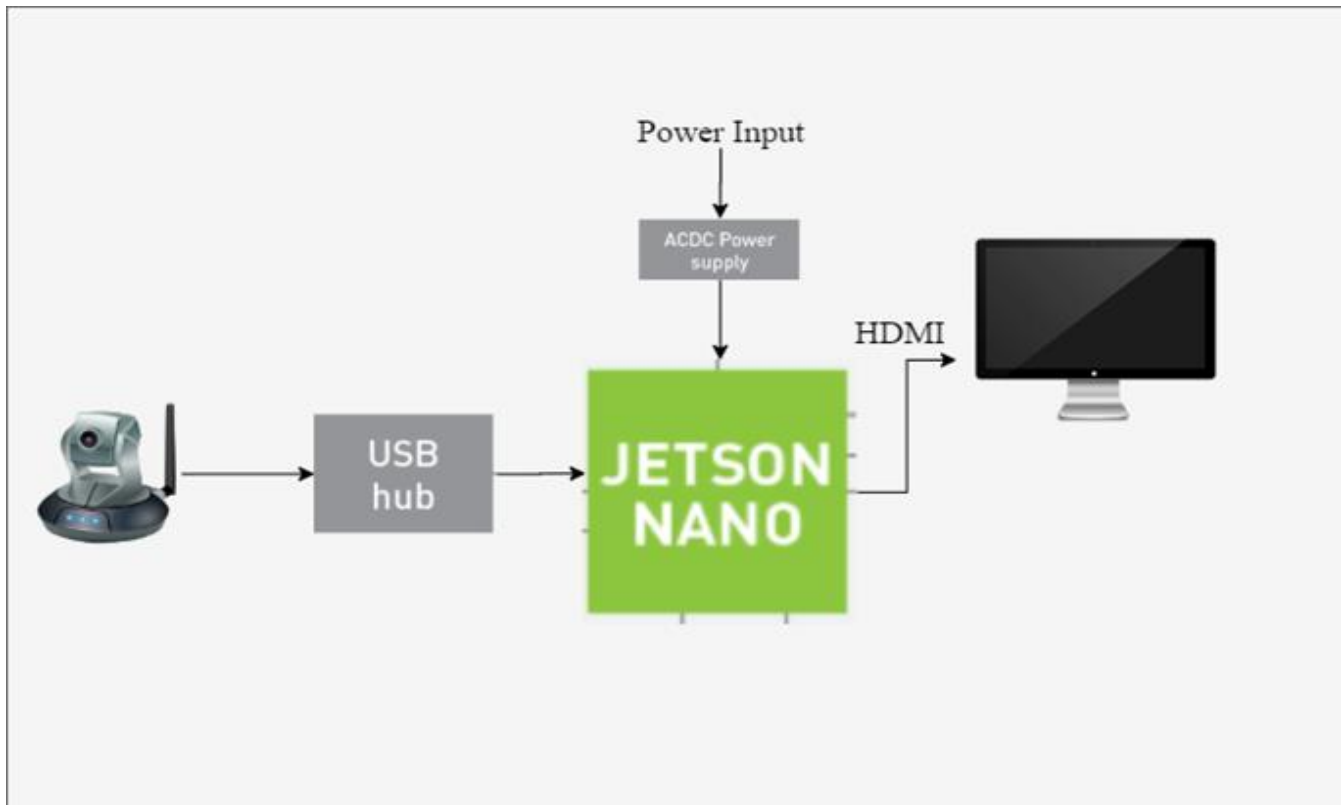 Power Input
ACDC Power
supply
HDMI
USB
hub
JETSON
NANO